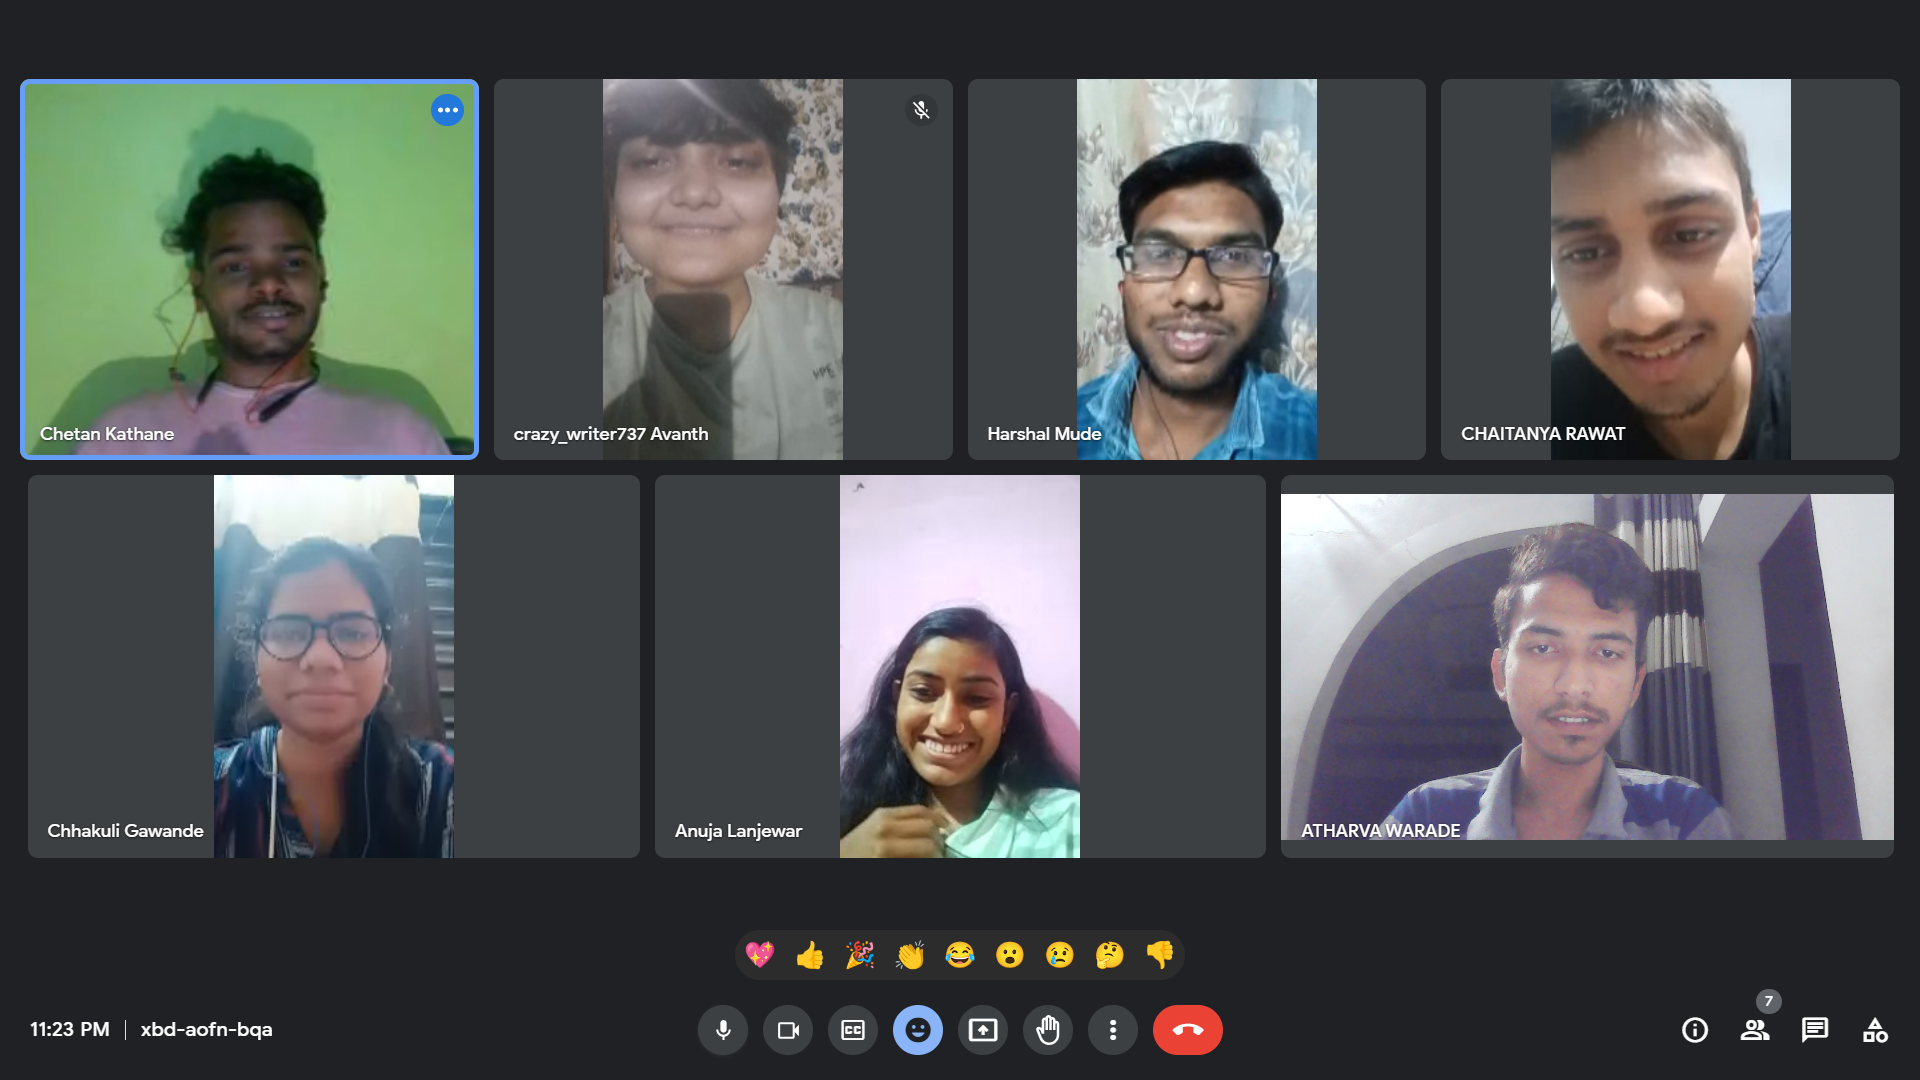 Chetan Kathane
crazy_writer737 Avanth
Harshal Mude
CHAITANYA RAWAT
Chhakuli Gawande
Anuja Lanjewar
ATHARVA WARADE
11:23 PM | xbd-aofn-bqa
CC
7